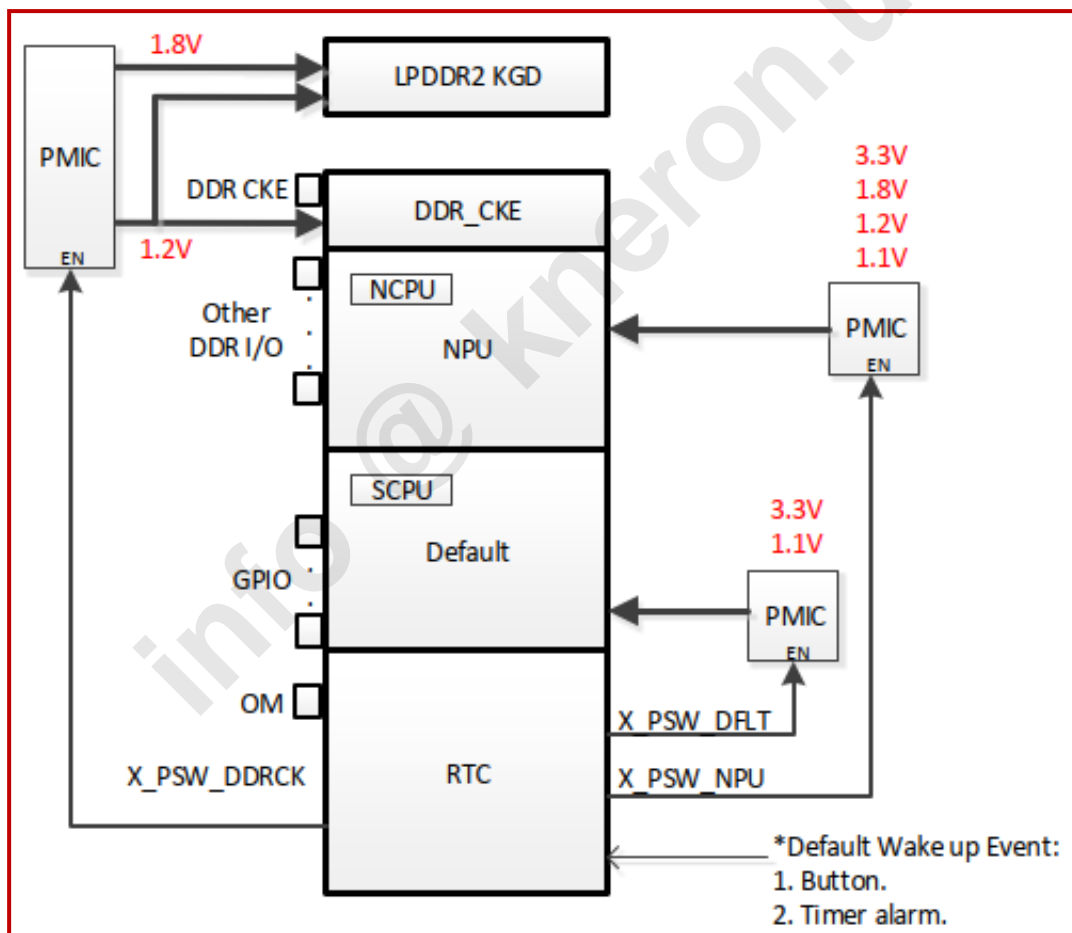 1.8V
LPDDR2 KGD
PMIC
EN
1.2V
DDR CKE
DDR_CKE
3.3V
1.8V
1.2V
1.1V
PMIC
EN
Other
DDR I/O
NCPU
NPU
SCPU
Default
GPIO
3.3V
1.1V
PMIC
EN
OM
X_PSW_DFLT
X_PSW_DDRCK
RTC
X_PSW_NPU
*Default Wake up Event:
1. Button.
2. Timer alarm.
info @ kneron.u